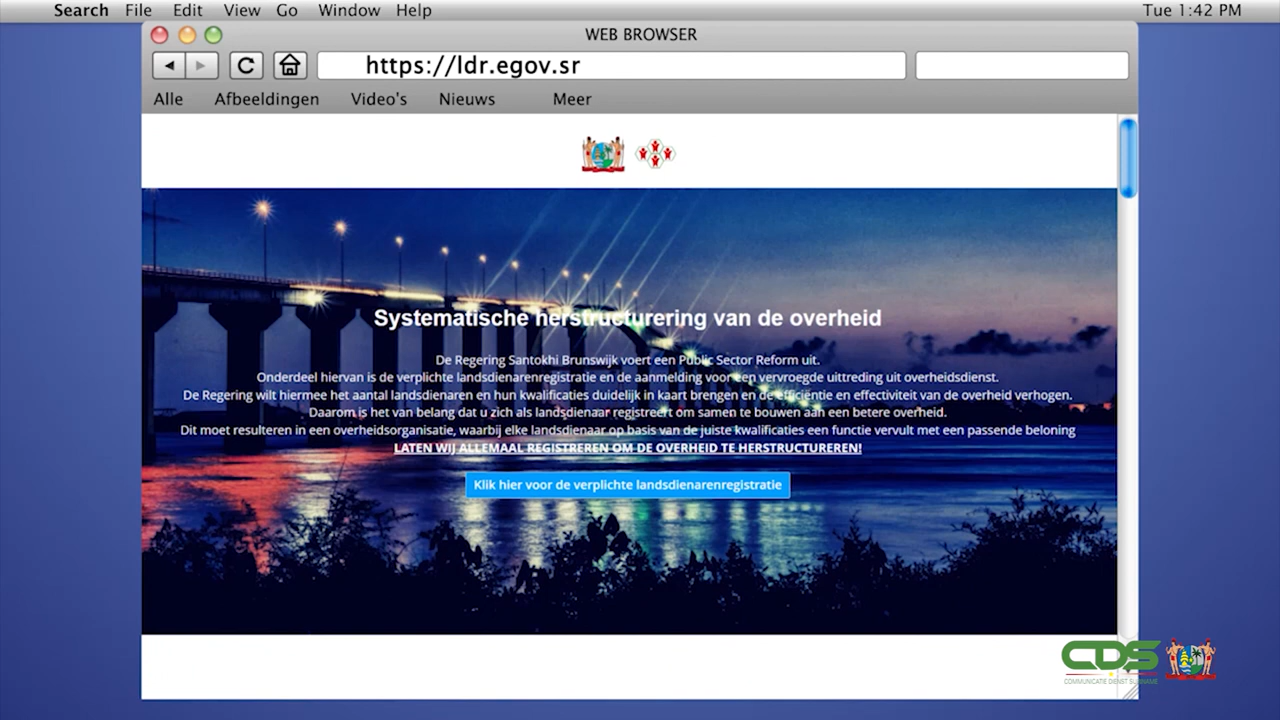 Search File Edit View Go Window Help Tue 1:42 PM
WEB BROWSER
https://ldr.egov.sr
Alle Afbeeldingen Video's Nieuws Meer
Systematische herstructurering van de overheid
De Regering Santokhi Brunswijk voert een Public Sector Reform uit.
Onderdeel hiervan is de verplichte landsdienarenregistratie en de aanmelding voor een vervroegde uittreding uit overheidsdienst.
De Regering wilt hiermee het aantal landsdienaren en hun kwalificaties duidelijk in kaart brengen en de efficiëntie en effectiviteit van de overheid verhogen.
Daarom is het van belang dat u zich als landsdienaar registreert om samen te bouwen aan een betere overheid.
Dit moet resulteren in een overheidsorganisatie, waarbij elke landsdienaar op basis van de juiste kwalificaties een functie vervult met een passende beloning
LATEN WIJ ALLEMAAL REGISTREREN OM DE OVERHEID TE HERSTRUCTUREREN!
Klik hier voor de verplichte landsdienarenregistratie
CDS
COMMUNICATIE DIENST SURINAME